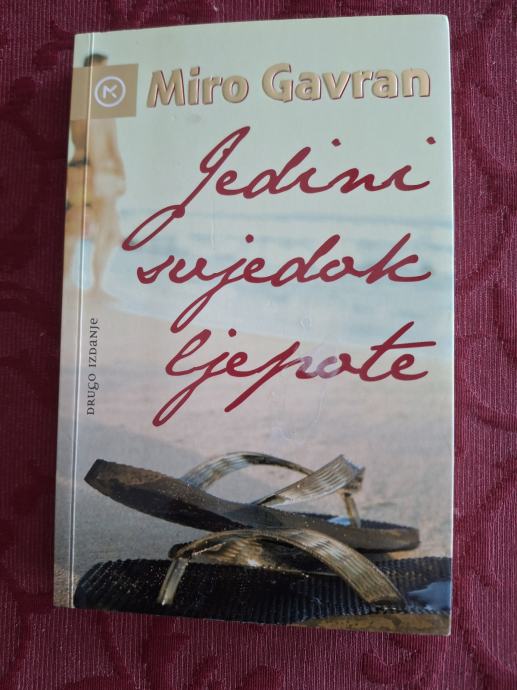 Miro Gavran
Jedini
svjedok
ljepote
DRUGO IZDANJE